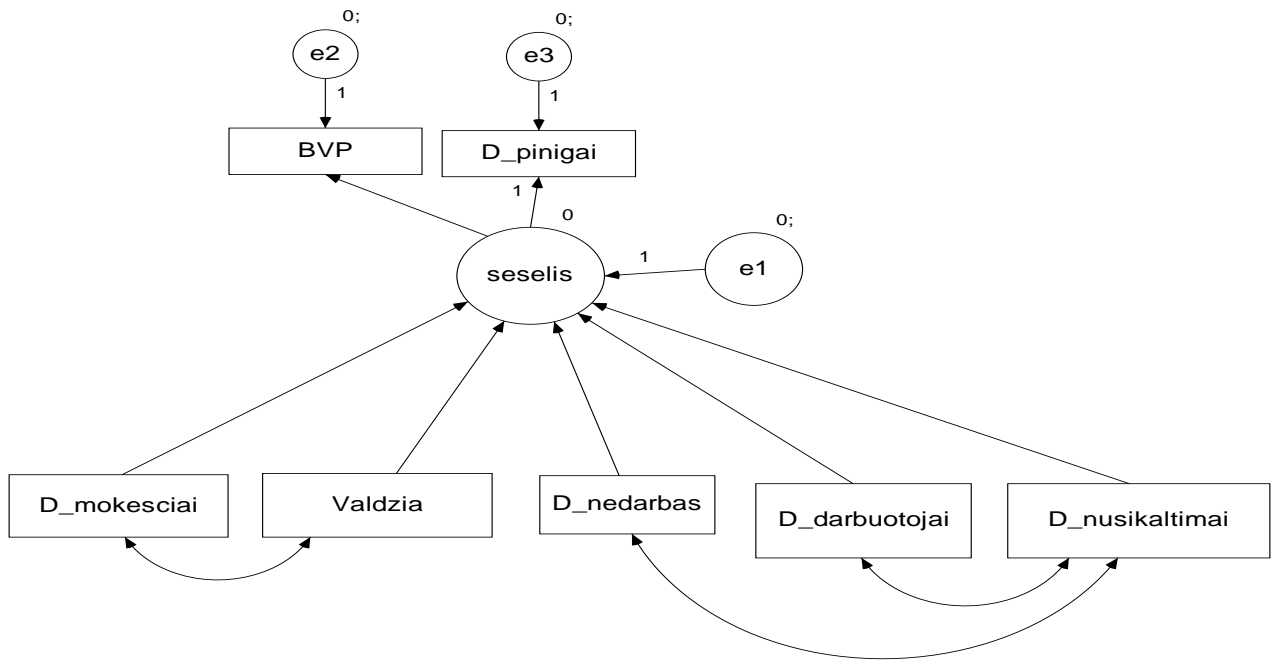 0;
0;
e2
e3
1
1
BVP
D_pinigai
1
0
0;
seselis
1
e1
D_mokesciai
Valdzia
D_nedarbas
D_darbuotojai
D_nusikaltimai